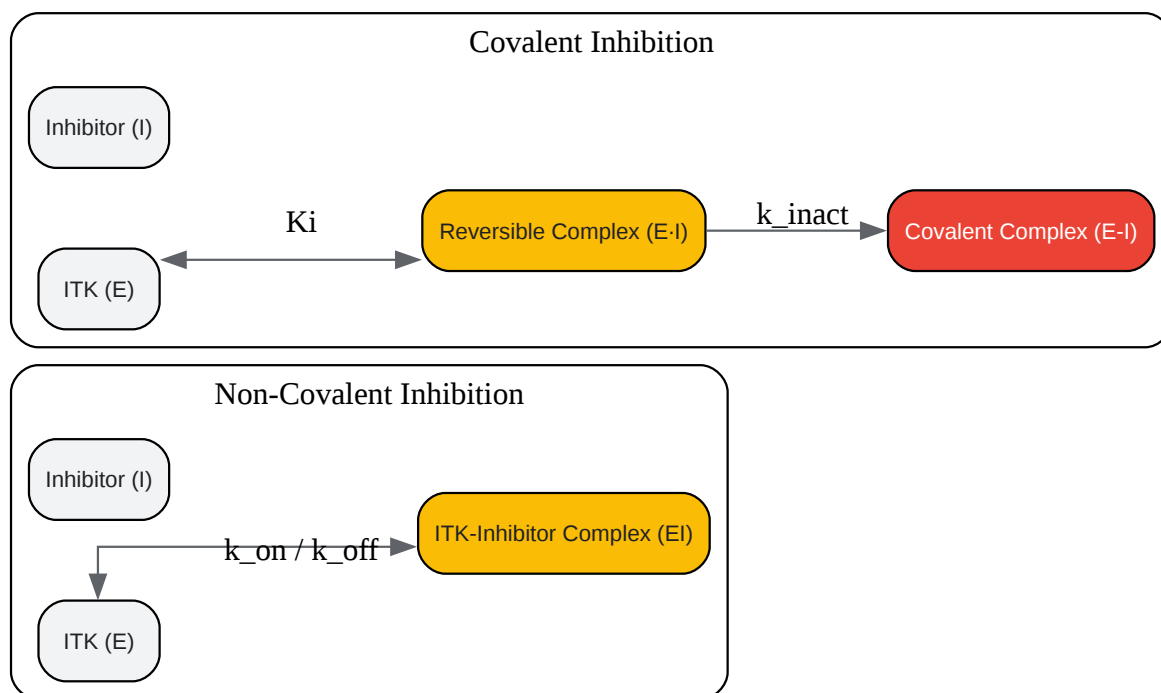 Covalent Inhibition
Inhibitor (I)
Ki
k_inact
Reversible Complex (E·I)
Covalent Complex (E-I)
ITK (E)
Non-Covalent Inhibition
Inhibitor (I)
k_on / k_off
ITK-Inhibitor Complex (EI)
ITK (E)